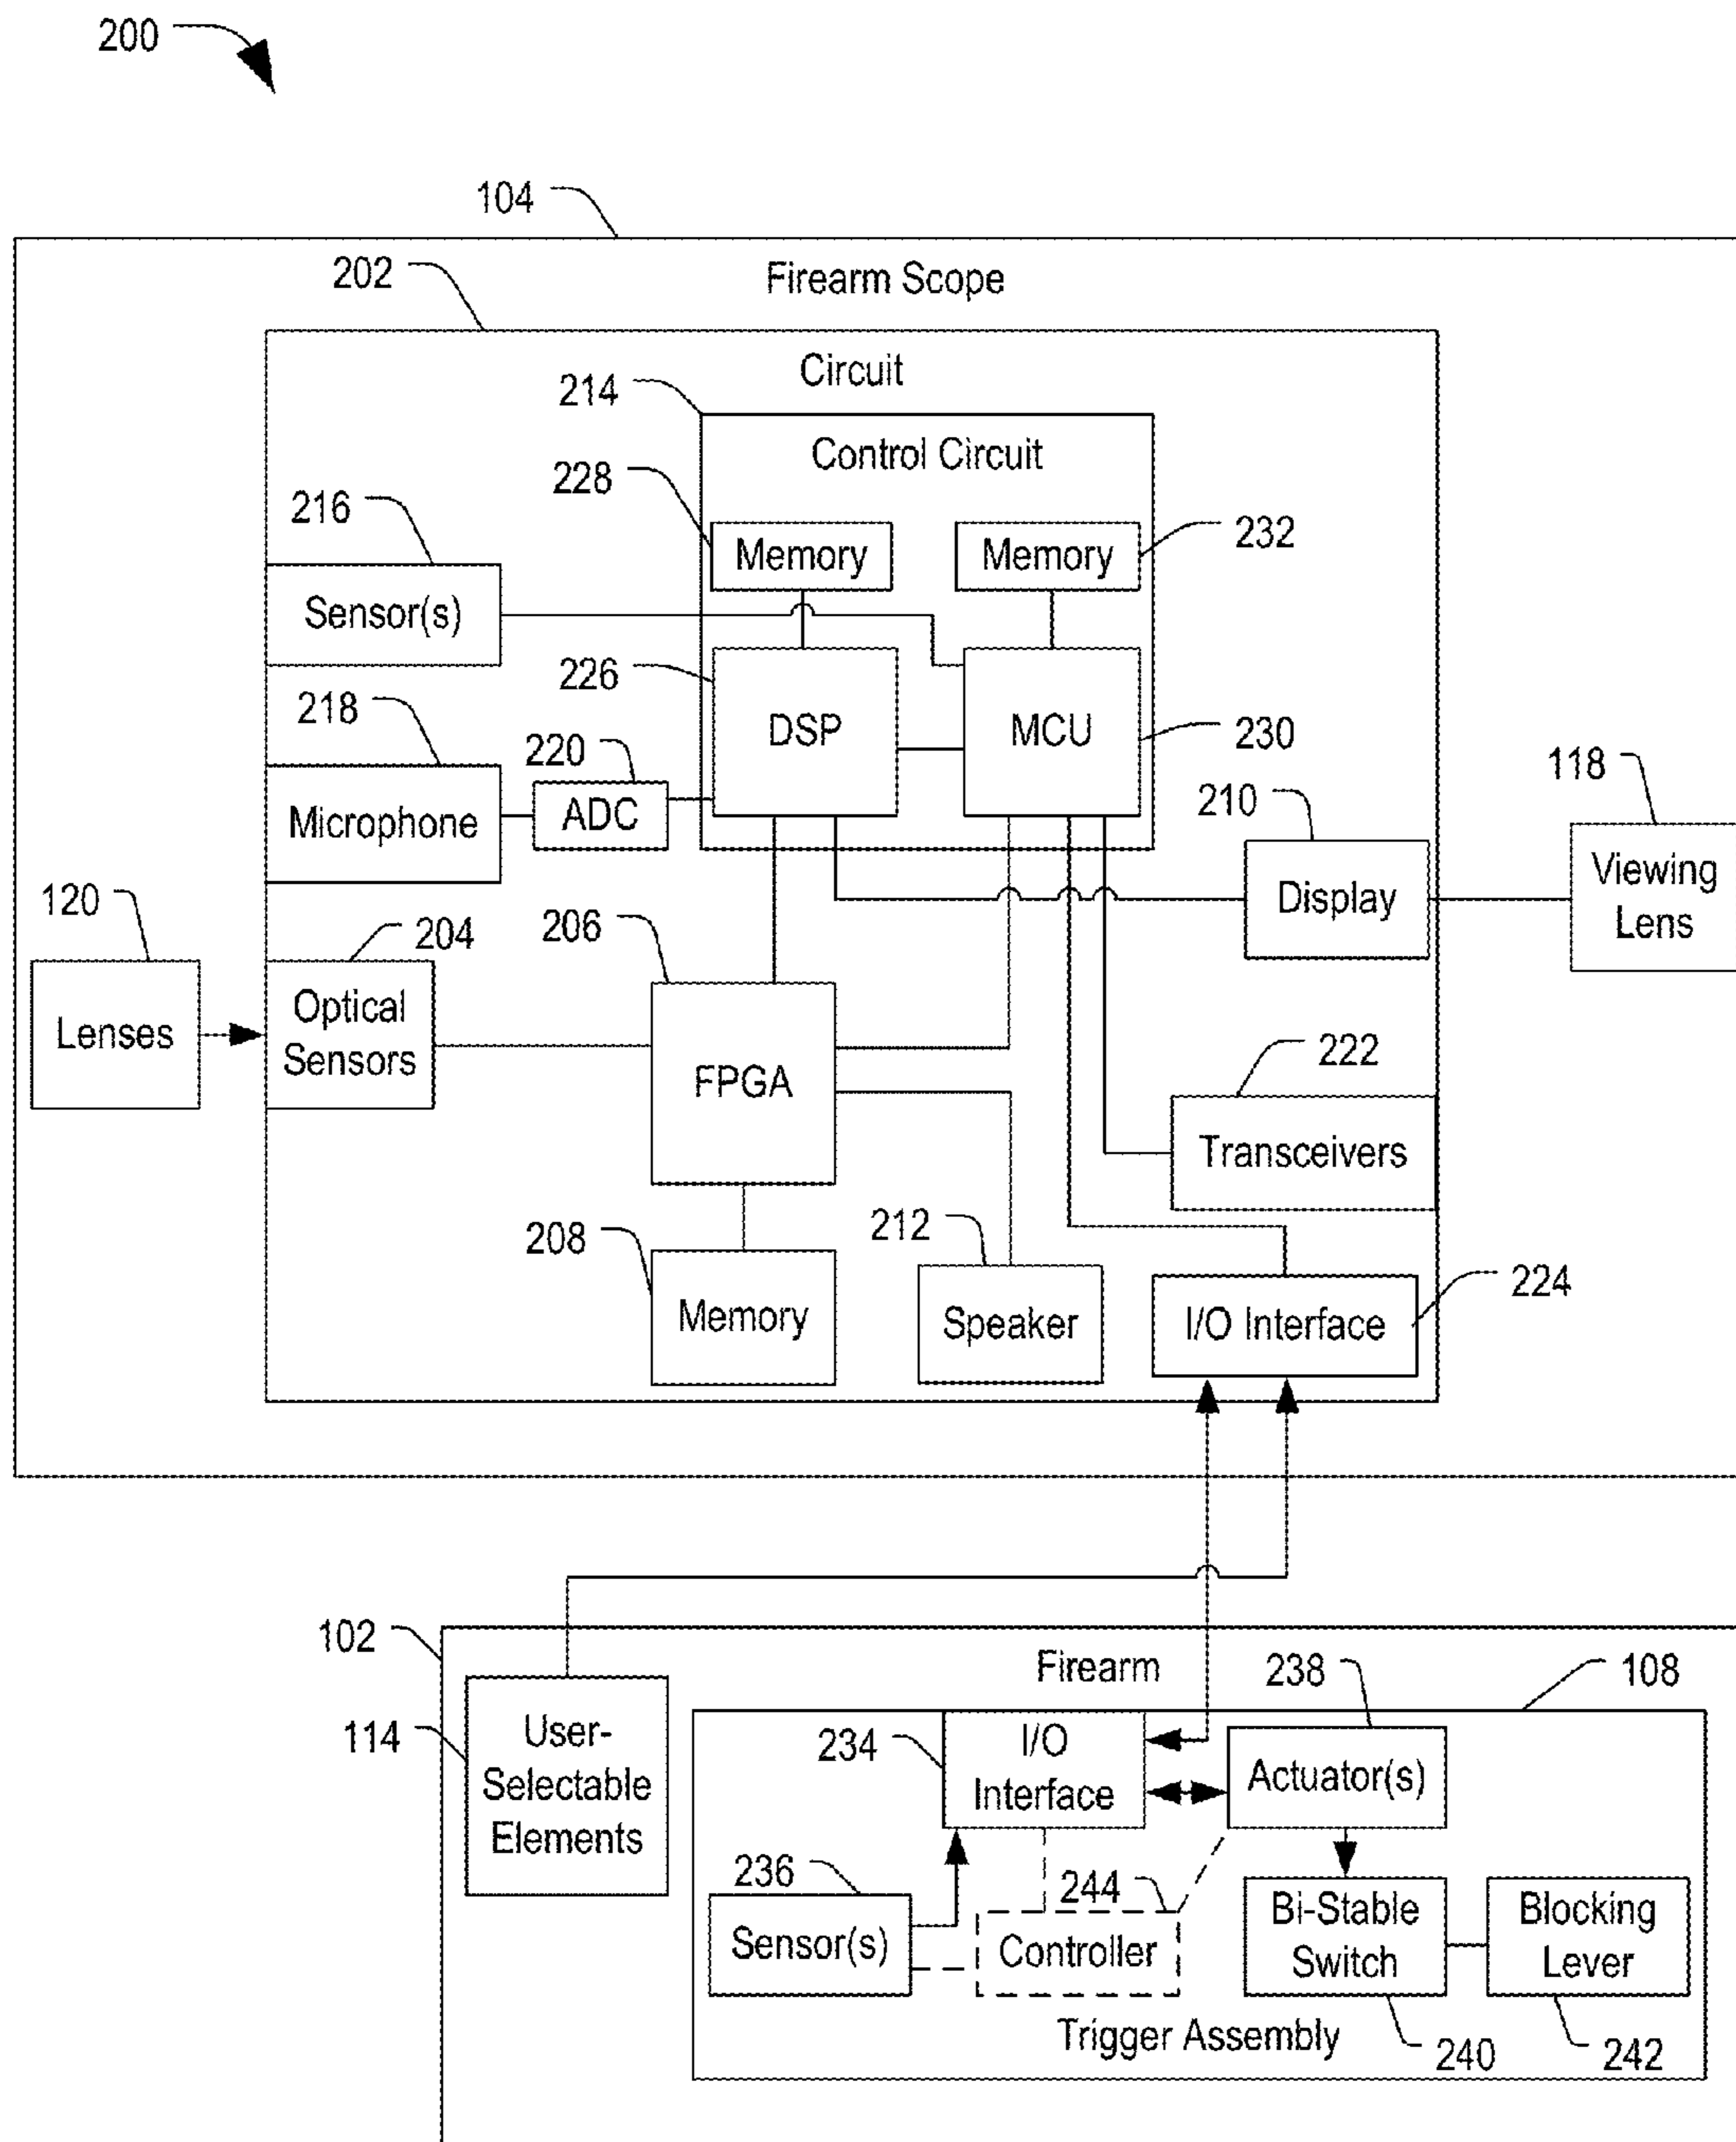 200
104
Firearm Scope
202
Circuit
214
Control Circuit
228
232
216
Memory
Memory
Sensor(s)
226
DSP
MCU
230
218
220
Microphone
ADC
210
118
Display
Viewing
Lens
120
204
206
Lenses
Optical
Sensors
FPGA
222
Transceivers
208
212
224
Memory
Speaker
I/O Interface
102
Firearm
238
108
114
User-
Selectable
Elements
234
I/O
Interface
Actuator(s)
236
244
Sensor(s)
Controller
Bi-Stable
Switch
Blocking
Lever
Trigger Assembly
240
242